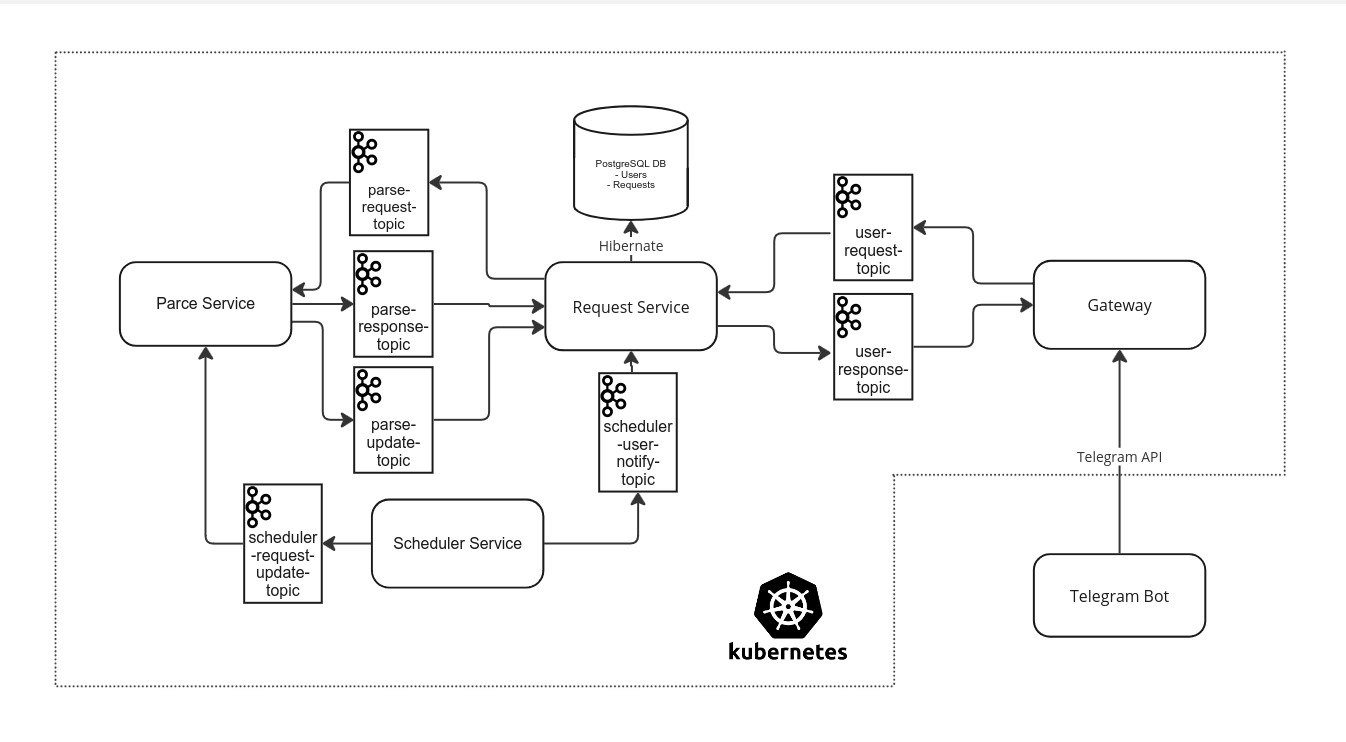 parse-
request-
topic
PostgreSQL DB
- Users
- Requests
Hibernate
user-
request-
topic
Parce Service
parse-
response-
topic
Request Service
Gateway
user-
response-
topic
parse-
update-
topic
scheduler
-user-
notify-
topic
Telegram API
scheduler
-request-
update-
topic
Scheduler Service
kubernetes
Telegram Bot